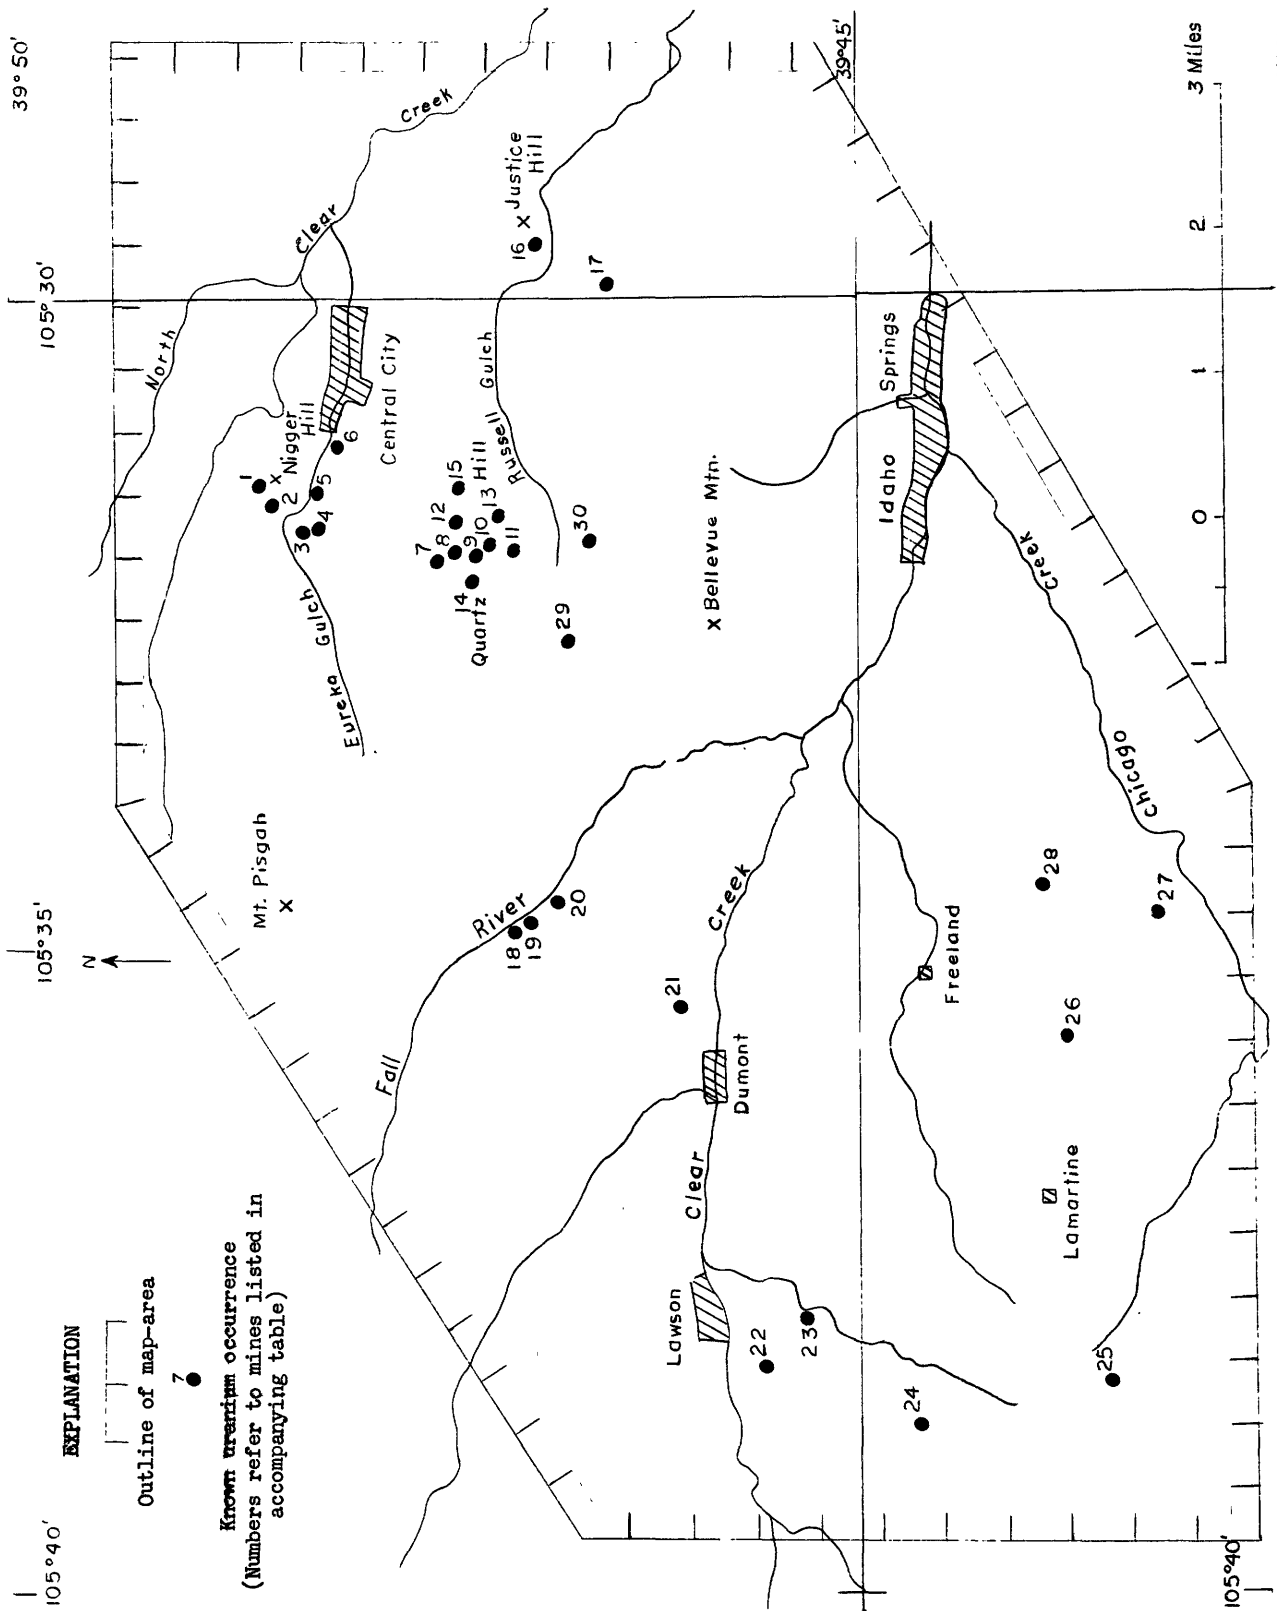 39° 50'
105° 30'
105° 35'
105° 40'
N
EXPLANATION
Outline of map-area
7
Known uranium occurrence
(Numbers refer to mines listed in
accompanying table)
North
Clear
Creek
Mt. Pisgah
X
1
X
Nigger
Hill
2
3
4
5
6
Central City
Eureka Gulch
7
8
9
10
11
12
13
14
15
Quartz
Hill
Russell Gulch
16
X
Justice
Hill
17
Fall River
18
19
20
29
30
X Bellevue Mtn.
21
Dumont
Clear Creek
Lawson
22
23
24
25
Idaho Springs
39° 45'
Freeland
Lamartine
26
27
28
Chicago Creek
1 0 1 2 3 Miles
105° 40'